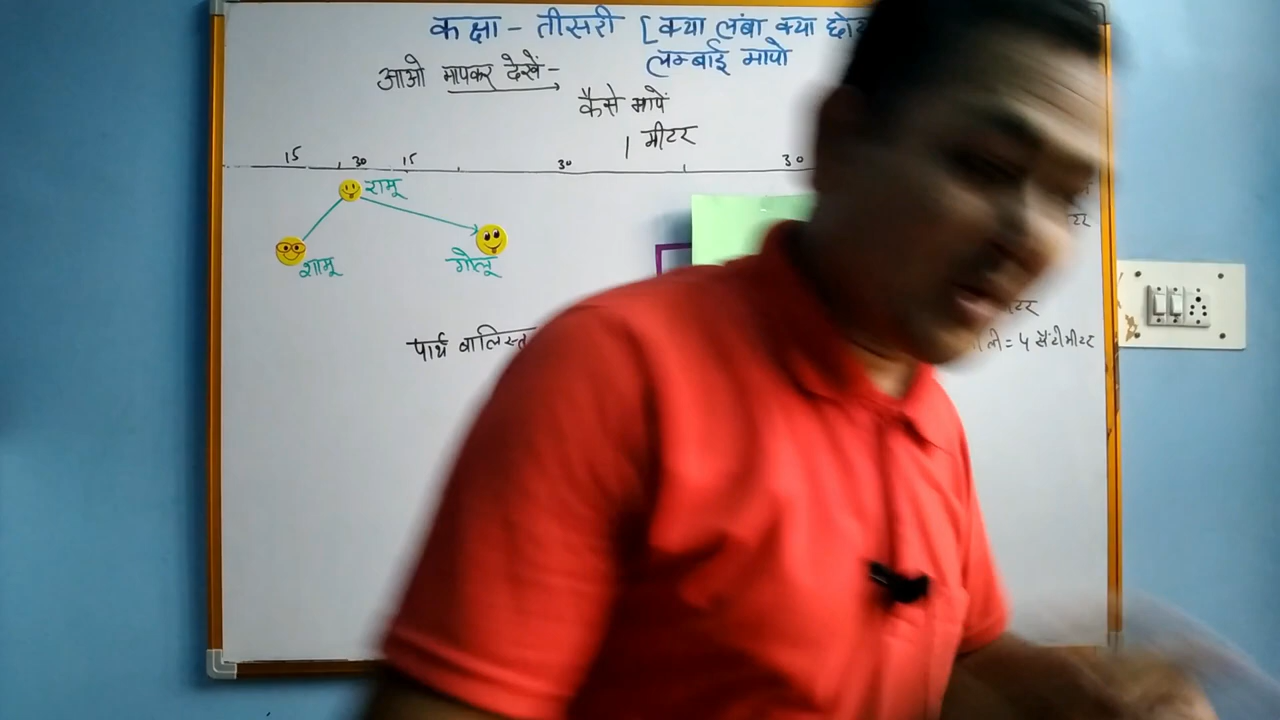 कक्षा - तीसरी [क्या लंबा क्या
लम्बाई मापो
आओ मापकर देखें-
कैसे मापें
1 मीटर
15 30 15 30 30
रामू
शामू
गोलू
पार्थ बालिस्त
= 5 सैंटीमीटर